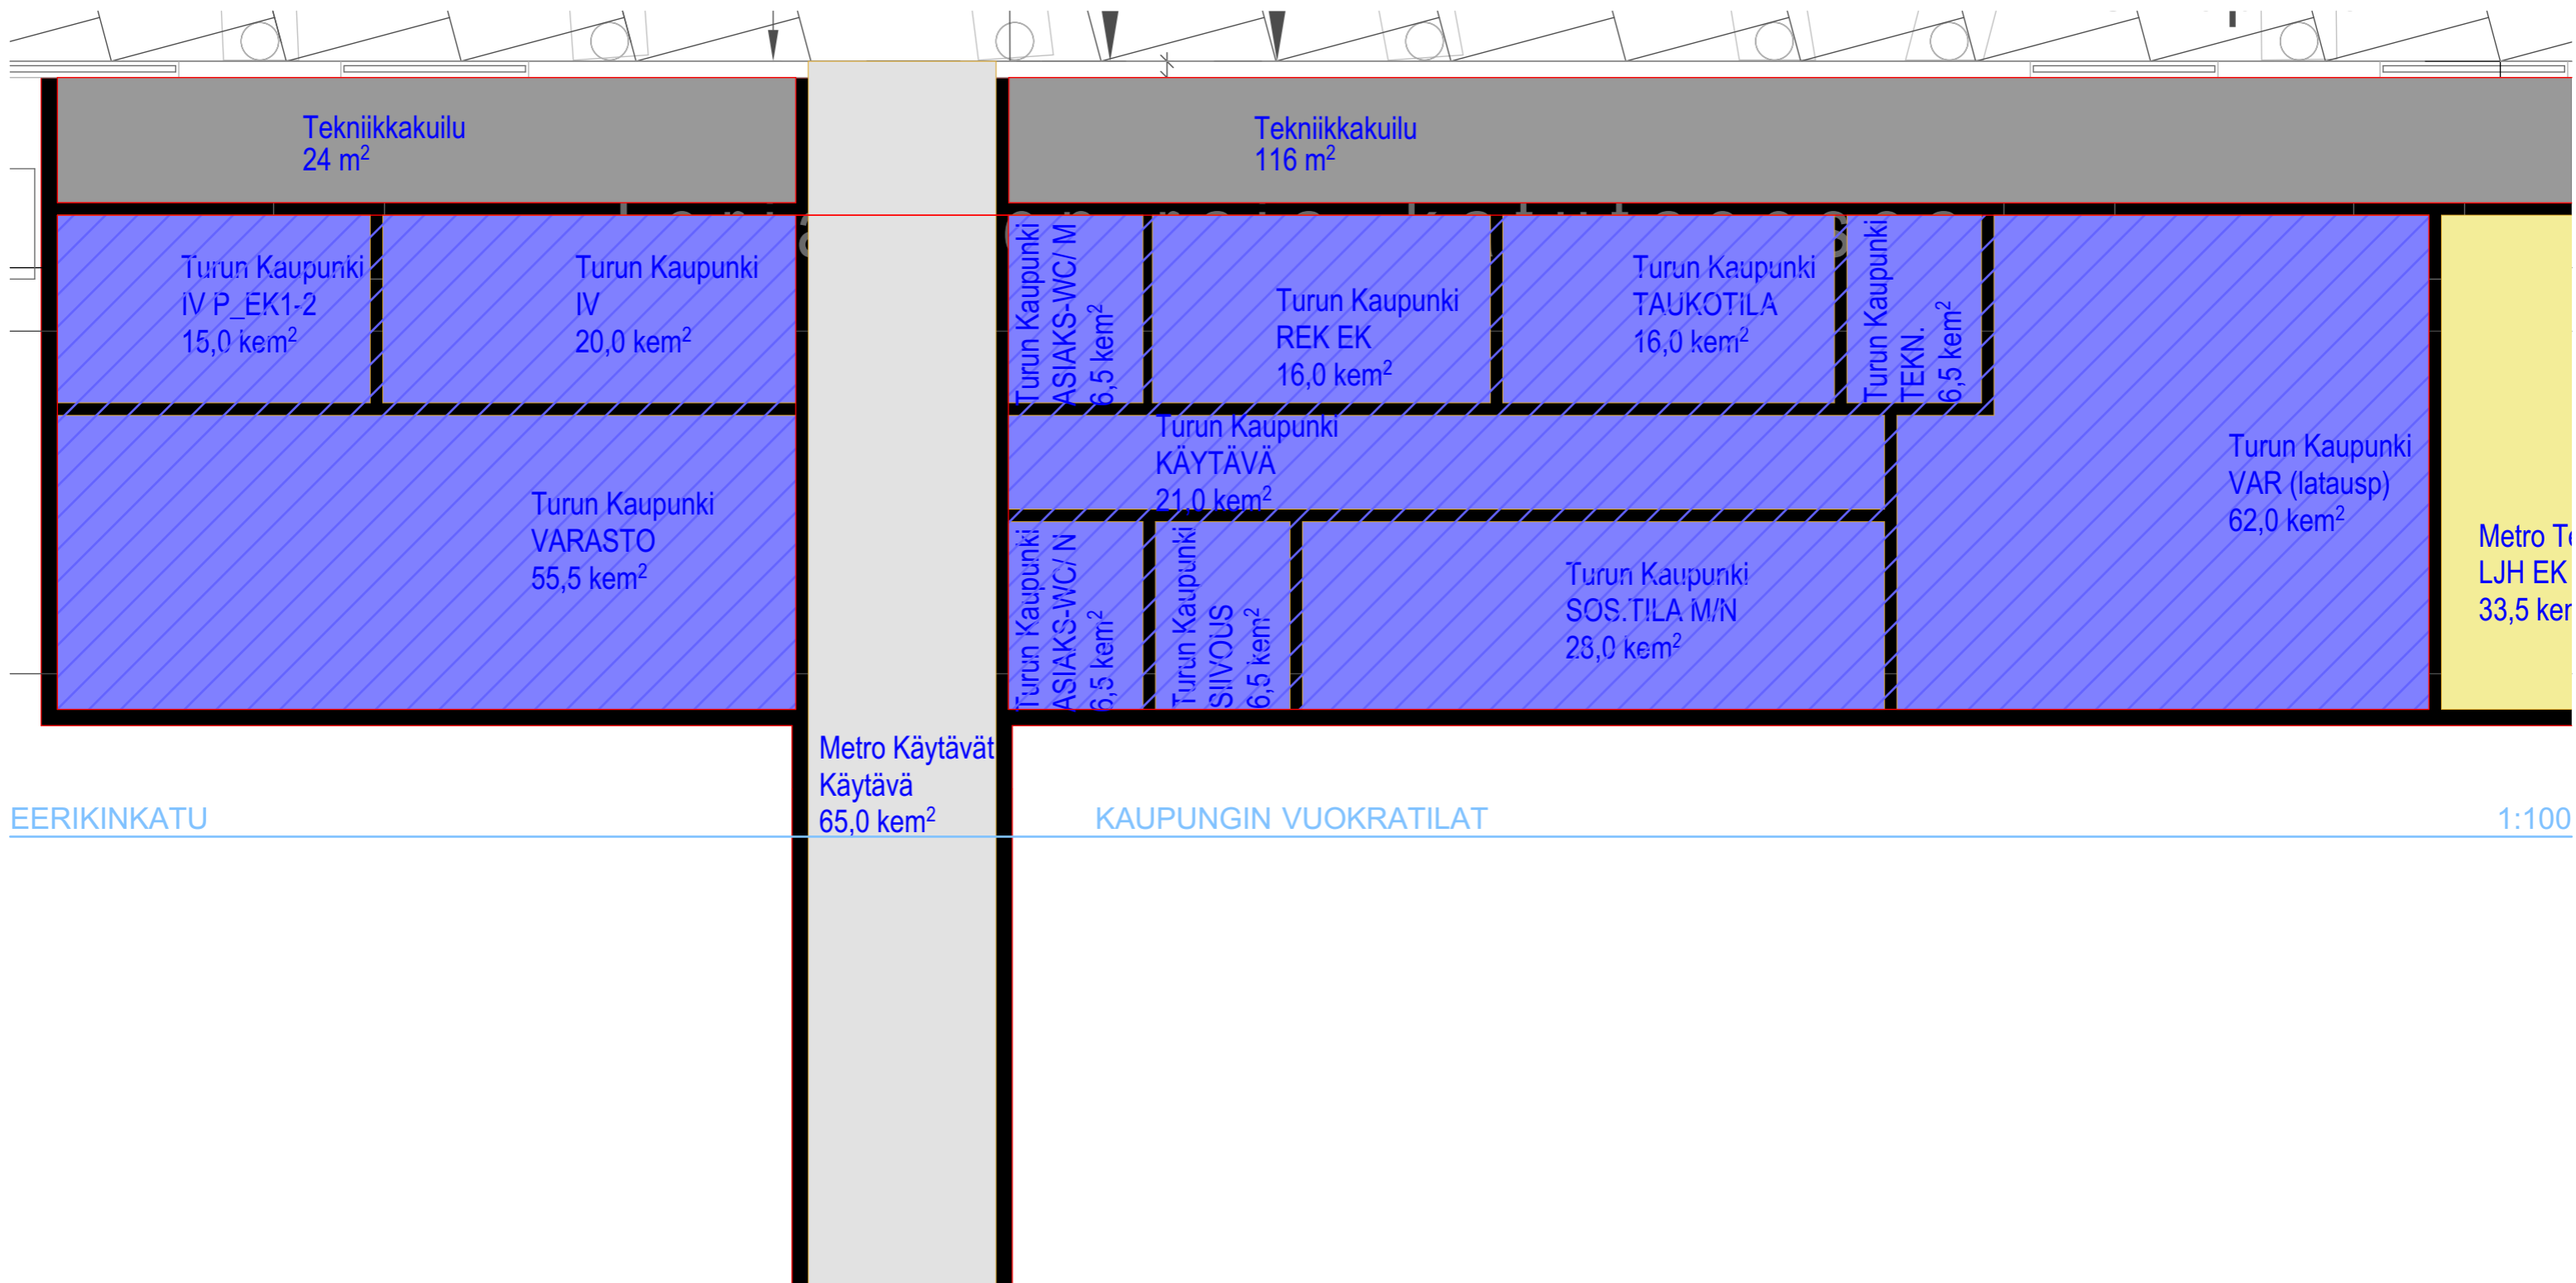 Tekniikkakuilu
24 m²
Tekniikkakuilu
116 m²
Turun Kaupunki
IV P_EK1-2
15,0 kem²
Turun Kaupunki
IV
20,0 kem²
Turun Kaupunki
ASIAKS-WC/ M
6,5 kem²
Turun Kaupunki
REK EK
16,0 kem²
Turun Kaupunki
TAUKOTILA
16,0 kem²
Turun Kaupunki
TEKN.
6,5 kem²
Turun Kaupunki
VARASTO
55,5 kem²
Turun Kaupunki
KÄYTÄVÄ
21,0 kem²
Turun Kaupunki
VAR (latausp)
62,0 kem²
Turun Kaupunki
ASIAKS-WC/ N
6,5 kem²
Turun Kaupunki
SIIVOUS
6,5 kem²
Turun Kaupunki
SOS.TILA M/N
28,0 kem²
Metro
LJH EK
33,5
Metro Käytävät
Käytävä
65,0 kem²
EERIKINKATU
KAUPUNGIN VUOKRATILAT
1:100